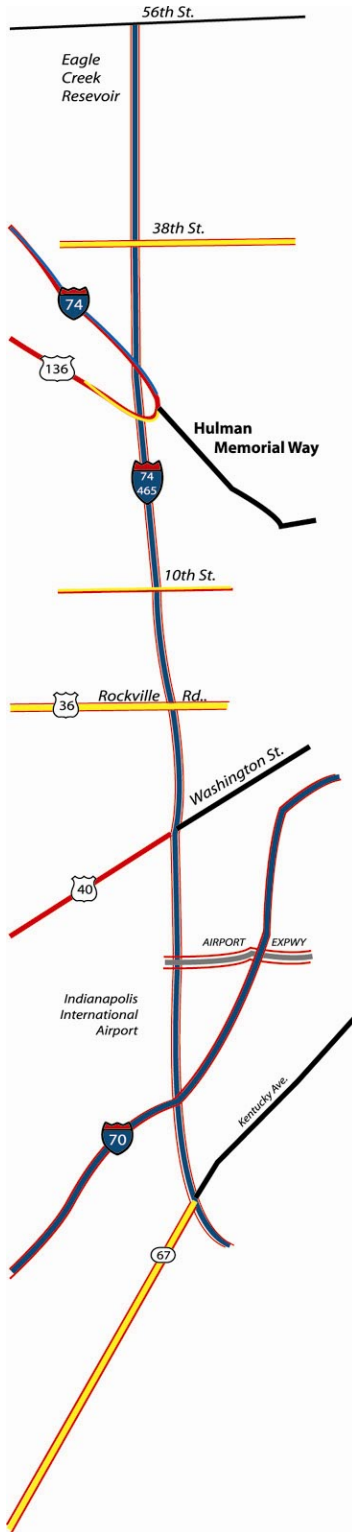 56th St.
Eagle
Creek
Resevoir
38th St.
74
136
Hulman
Memorial Way
74
465
10th St.
Rockville Rd..
36
Washington St.
40
AIRPORT EXPWY
Indianapolis
International
Airport
Kentucky Ave.
70
67